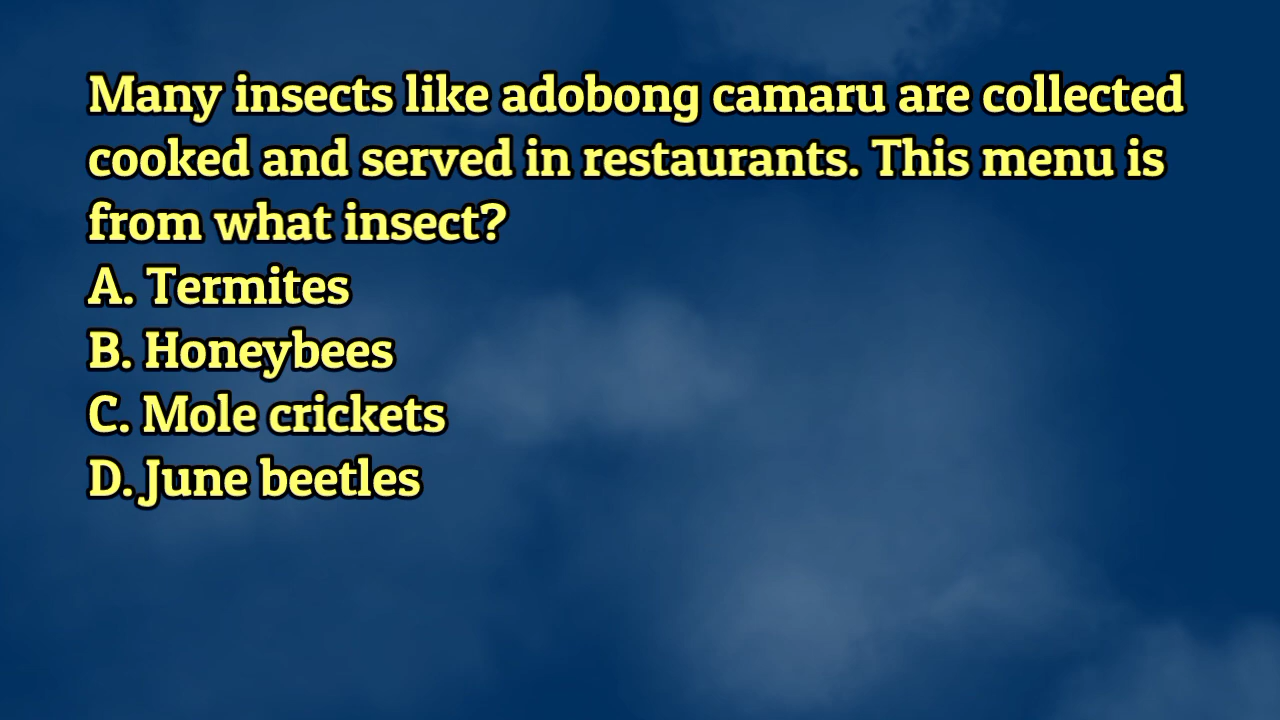 Many insects like adobong camaru are collected
cooked and served in restaurants. This menu is
from what insect?
A. Termites
B. Honeybees
C. Mole crickets
D. June beetles